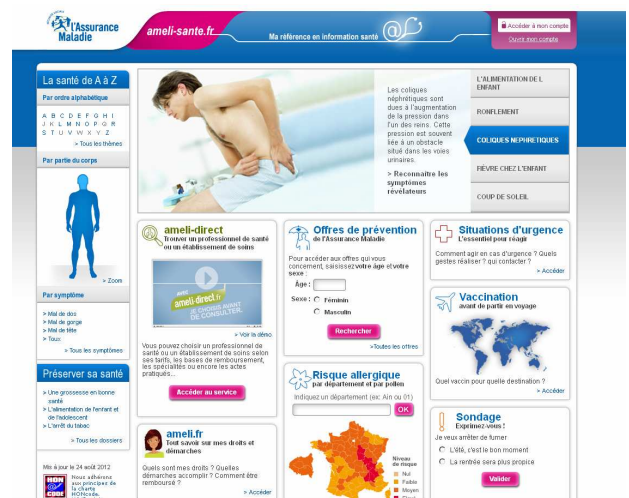 l'Assurance
Maladie
ameli-sante.fr
Ma référence en information santé
Accéder à mon compte
Ouvrir mon compte
La santé de A à Z
Par ordre alphabétique
A B C D E F G H I
J K L M N O P Q R
S T U V W X Y Z
> Tous les thèmes
Par partie du corps
> Zoom
Par symptôme
> Mal de dos
> Mal de gorge
> Mal de tête
> Toux
> Tous les symptômes
Préserver sa santé
> Une grossesse en bonne
santé
> L'alimentation de l'enfant et
de l'adolescent
> L'arrêt du tabac
> Tous les dossiers
Mis à jour le 24 août 2012
HON
CODE
Nous adhérons
aux principes de
la charte
HONcode.
Les coliques
néphrétiques sont
dues à l'augmentation
de la pression dans
l'un des reins. Cette
pression est souvent
liée à un obstacle
situé dans les voies
urinaires.
> Reconnaître les
symptômes
révélateurs
L'ALIMENTATION DE L
ENFANT
RONFLEMENT
COLIQUES NEPHRETIQUES
FIÈVRE CHEZ L'ENFANT
COUP DE SOLEIL
ameli-direct
Trouver un professionnel de santé
ou un établissement de soins
avec
ameli-direct.fr
JE CHOISIS AVANT
DE CONSULTER.
> Voir la démo
Vous pouvez choisir un professionnel de
santé ou un établissement de soins selon
ses tarifs, les bases de remboursement,
les spécialités ou encore les actes
pratiqués...
Accéder au service
ameli.fr
Tout savoir sur mes droits et
démarches
Quels sont mes droits ? Quelles
démarches accomplir ? Comment être
remboursé ?
> Accéder
Offres de prévention
de l'Assurance Maladie
Pour accéder aux offres qui vous
concernent, saisissez votre âge et votre
sexe :
Âge :
Sexe : Féminin
Masculin
Rechercher
>Toutes les offres
Risque allergique
par département et par pollen
Indiquez un département (ex: Ain ou 01)
OK
Niveau
de risque
Nul
Faible
Moyen
Situations d'urgence
L'essentiel pour réagir
Comment agir en cas d'urgence ? Quels
gestes réaliser ? qui contacter ?
> Accéder
Vaccination
avant de partir en voyage
Quel vaccin pour quelle destination ?
> Accéder
Sondage
Exprimez-vous !
Je veux arrêter de fumer
L'été, c'est le bon moment
La rentrée sera plus propice
Valider